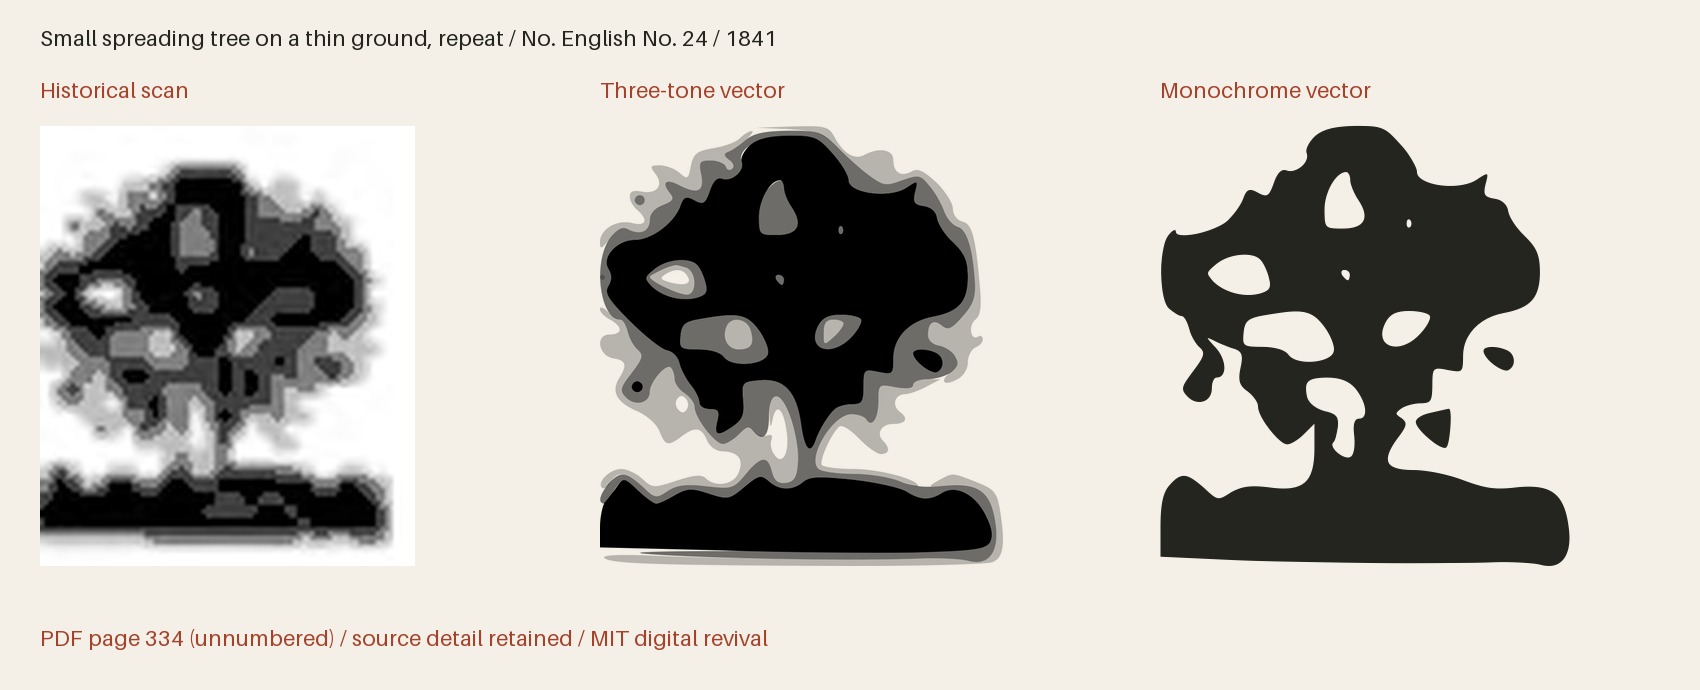 Small spreading tree on a thin ground, repeat / No. English No. 24 / 1841
Historical scan
Three-tone vector
Monochrome vector
PDF page 334 (unnumbered) / source detail retained / MIT digital revival